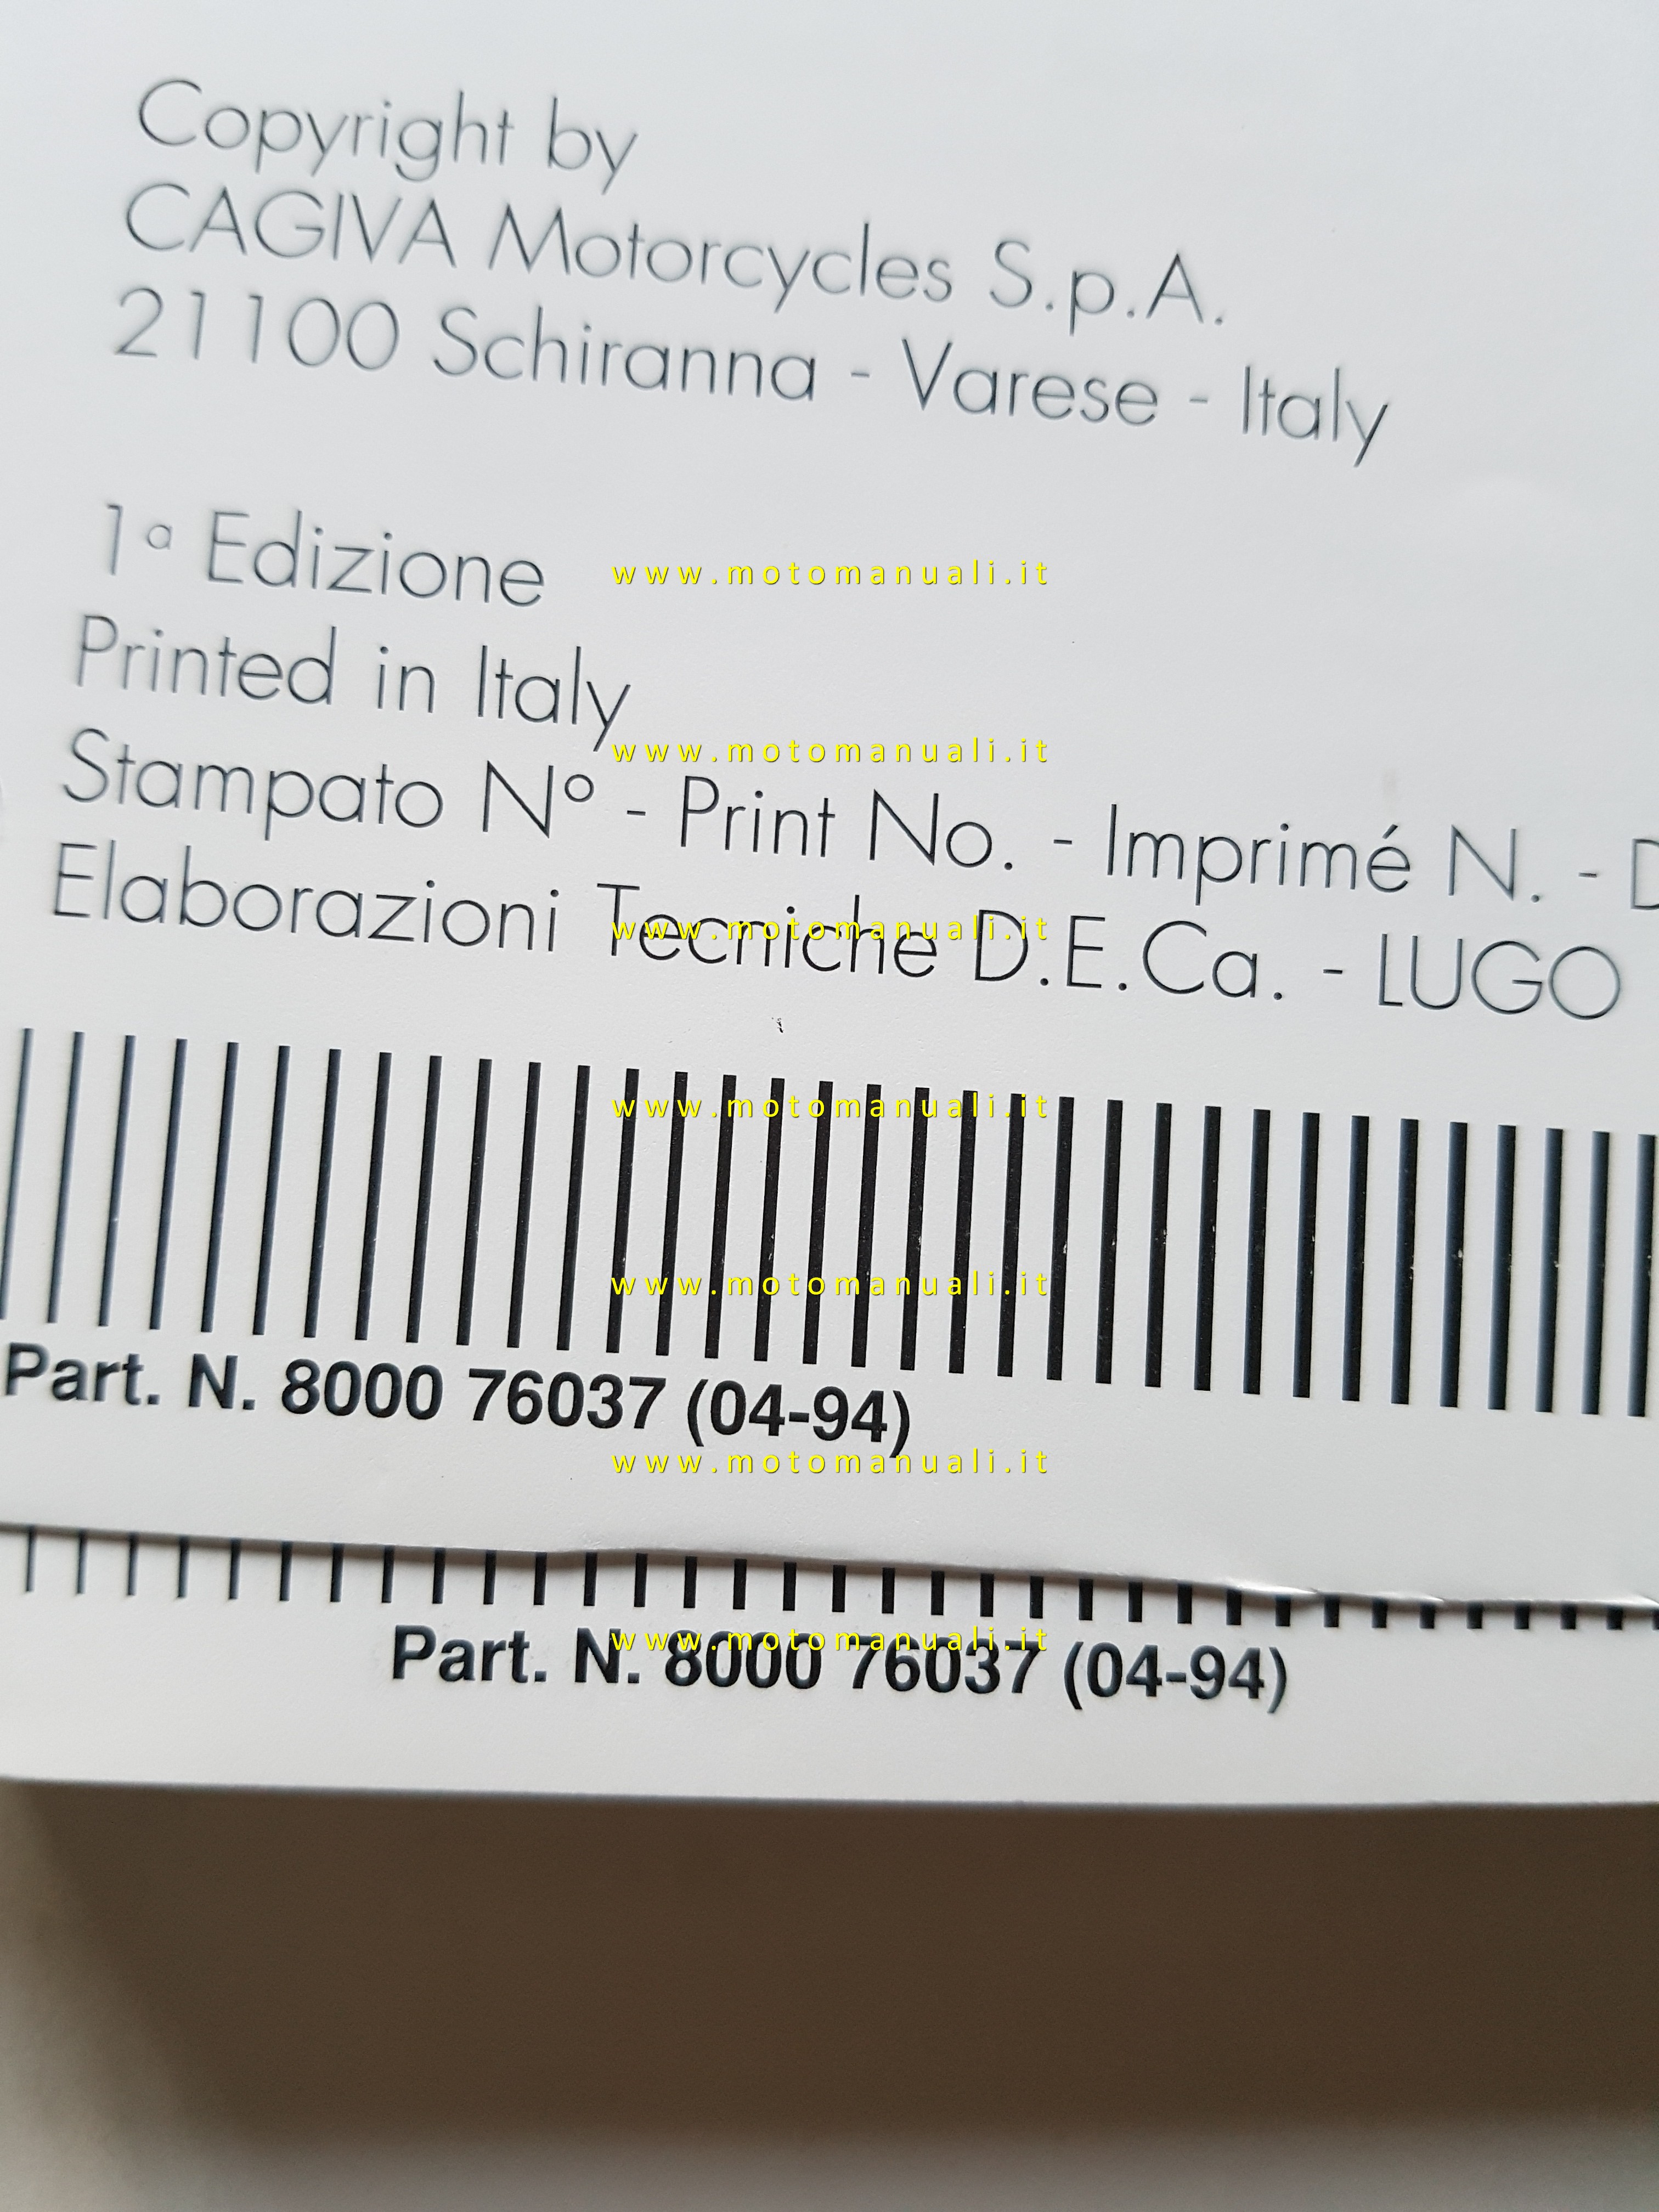 Copyright by
CAGIVA Motorcycles S.p.A.
21100 Schiranna - Varese - Italy
1a Edizione
www.motomanuali.it
Printed in Italy
www.motomanuali.it
Stampato N° - Print No. - Imprimé N. - D
Elaborazioni Tecniche D.E.Ca. - LUGO
www.motomanuali.it
www.motomanuali.it
www.motomanuali.it
Part. N. 8000 76037 (04-94)
www.motomanuali.it
www.motomanuali.it
Part. N. 8000 76037 (04-94)